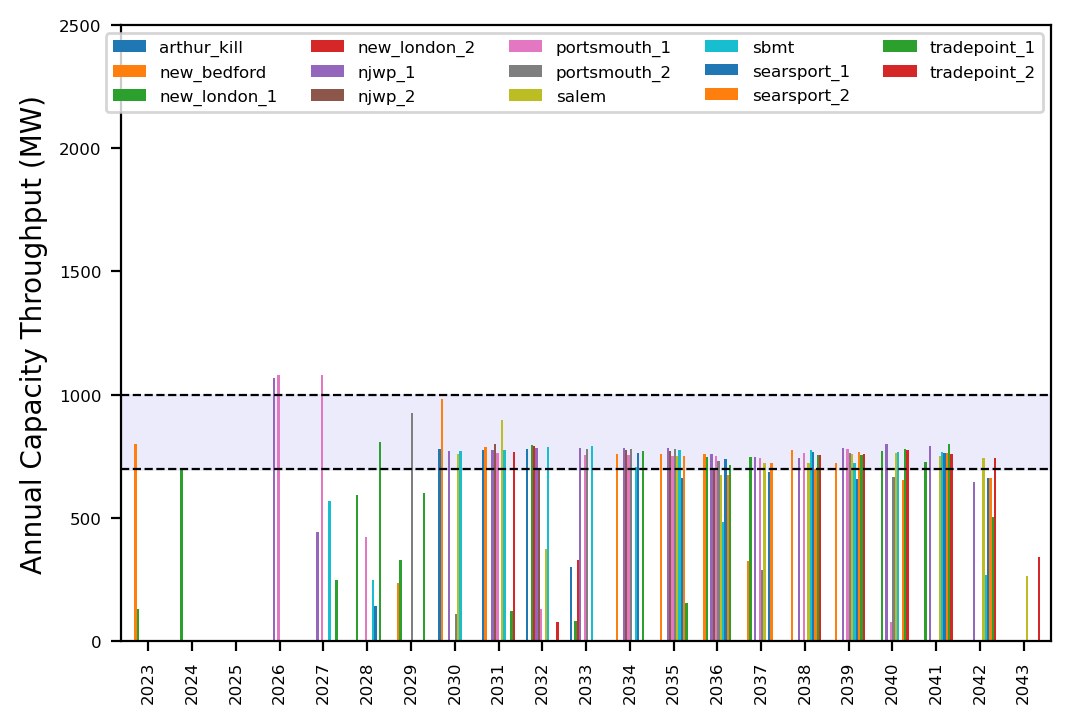 2500
arthur_kill new_london_2 portsmouth_1 sbmt tradepoint_1
new_bedford njwp_1 portsmouth_2 searsport_1 tradepoint_2
new_london_1 njwp_2 salem searsport_2
2000
1500
1000
500
0
Annual Capacity Throughput (MW)
2023 2024 2025 2026 2027 2028 2029 2030 2031 2032 2033 2034 2035 2036 2037 2038 2039 2040 2041 2042 2043